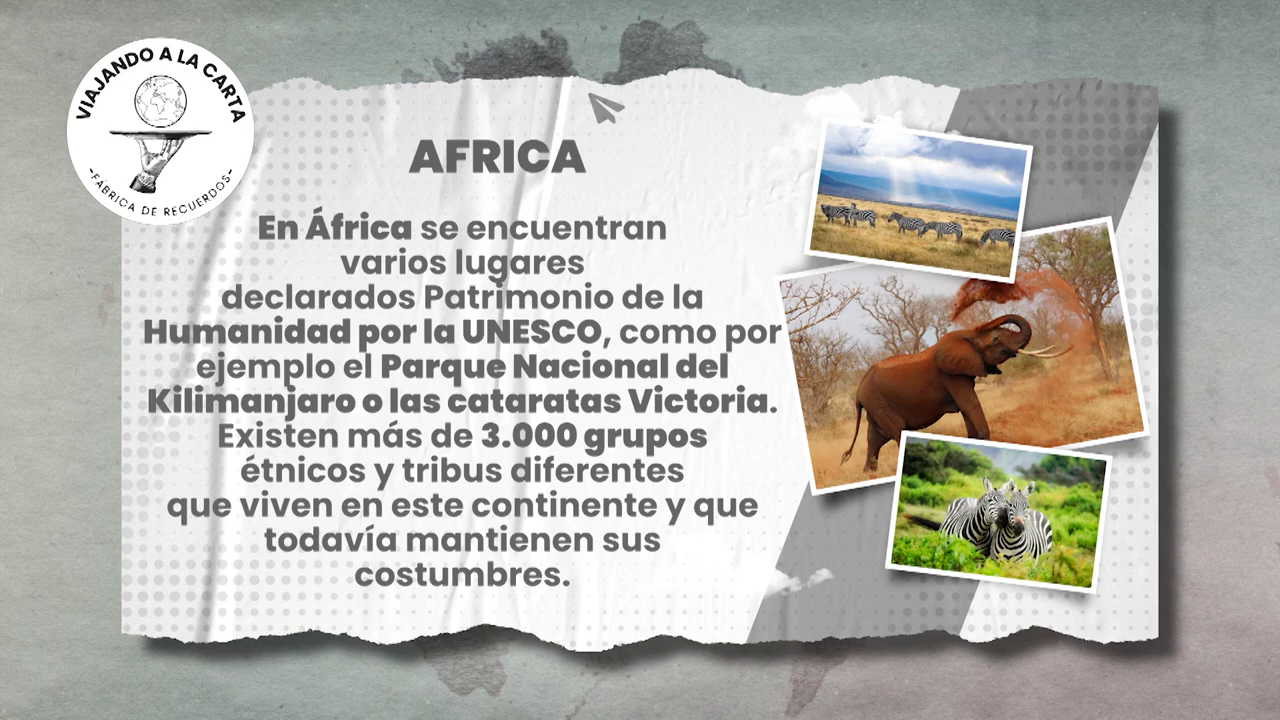 VIAJANDO A LA CARTA
-FABRICA DE RECUERDOS-
AFRICA
En África se encuentran
varios lugares
declarados Patrimonio de la
Humanidad por la UNESCO, como por
ejemplo el Parque Nacional del
Kilimanjaro o las cataratas Victoria.
Existen más de 3.000 grupos
étnicos y tribus diferentes
que viven en este continente y que
todavía mantienen sus
costumbres.